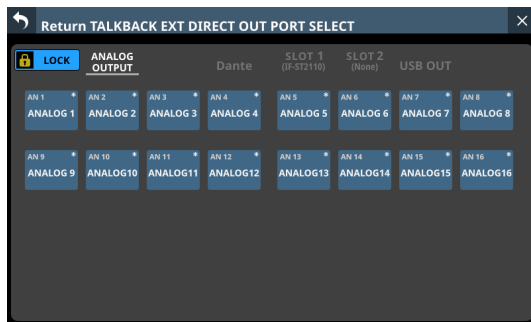 Return TALKBACK EXT DIRECT OUT PORT SELECT
LOCK
ANALOG
OUTPUT
Dante
SLOT 1
(IF-ST2110)
SLOT 2
(None)
USB OUT
AN 1 *
ANALOG 1
AN 2 *
ANALOG 2
AN 3 *
ANALOG 3
AN 4 *
ANALOG 4
AN 5 *
ANALOG 5
AN 6 *
ANALOG 6
AN 7 *
ANALOG 7
AN 8 *
ANALOG 8
AN 9 *
ANALOG 9
AN 10 *
ANALOG10
AN 11 *
ANALOG11
AN 12 *
ANALOG12
AN 13 *
ANALOG13
AN 14 *
ANALOG14
AN 15 *
ANALOG15
AN 16 *
ANALOG16